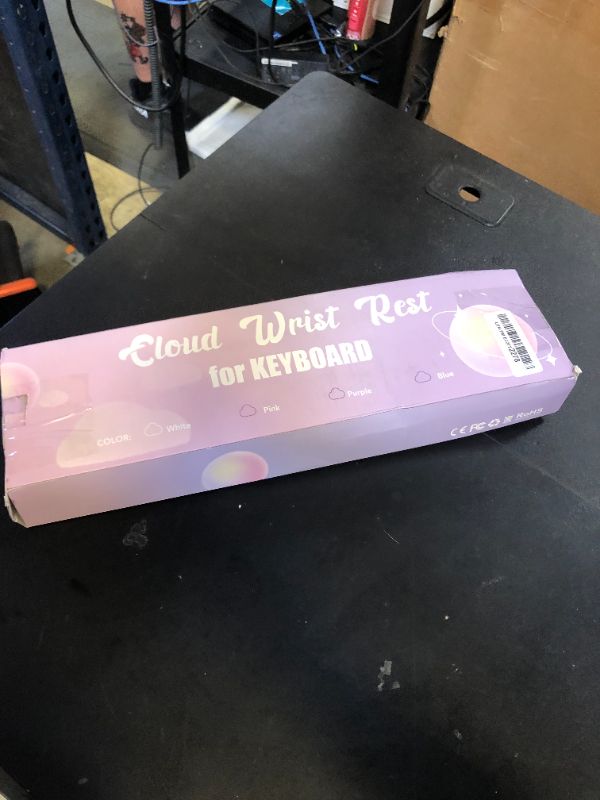 Cloud Wrist Rest
for KEYBOARD
COLOR: White Pink Purple Blue
CE FC RoHS